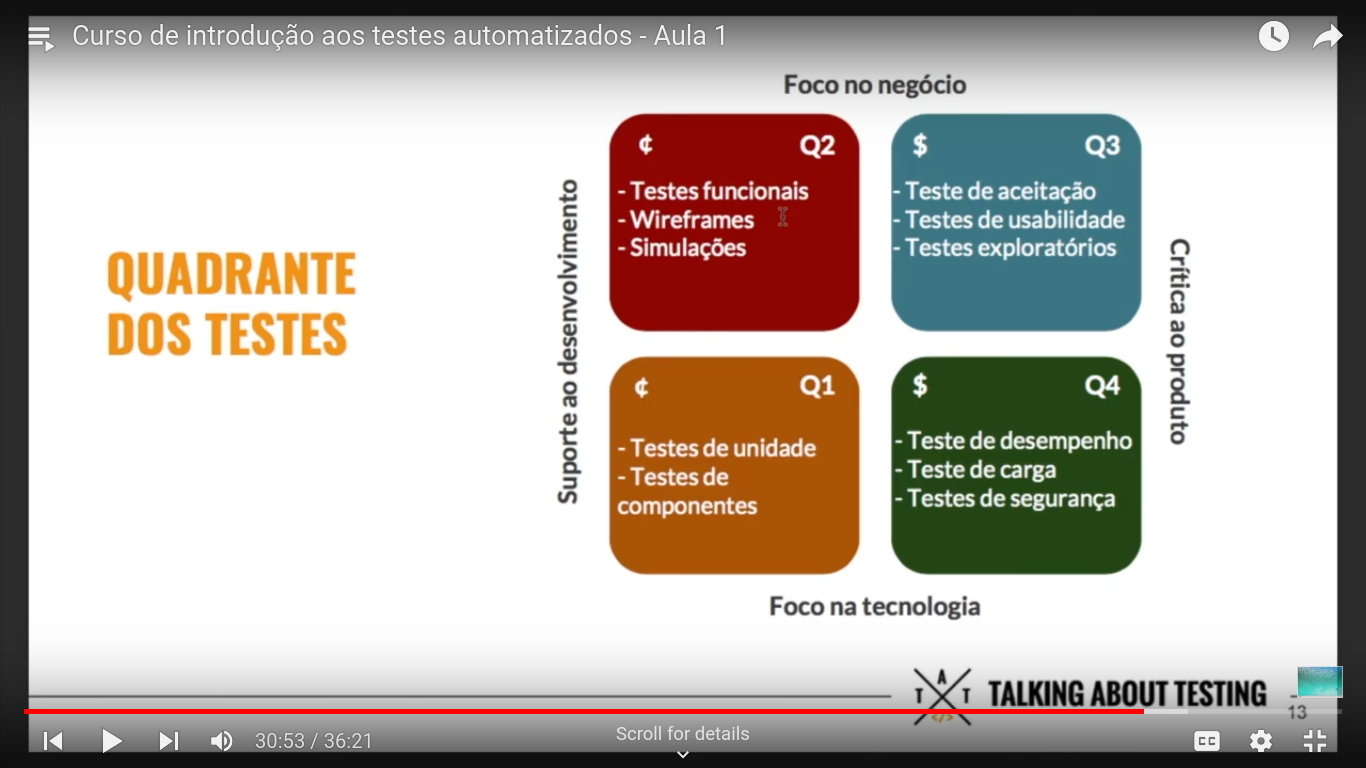 Curso de introdução aos testes automatizados - Aula 1
QUADRANTE
DOS TESTES
Foco no negócio
Suporte ao desenvolvimento
¢ Q2
- Testes funcionais
- Wireframes
- Simulações
$ Q3
- Teste de aceitação
- Testes de usabilidade
- Testes exploratórios
¢ Q1
- Testes de unidade
- Testes de
componentes
$ Q4
- Teste de desempenho
- Teste de carga
- Testes de segurança
Crítica ao produto
Foco na tecnologia
A
T T
</>
TALKING ABOUT TESTING
13
30:53 / 36:21
Scroll for details
CC